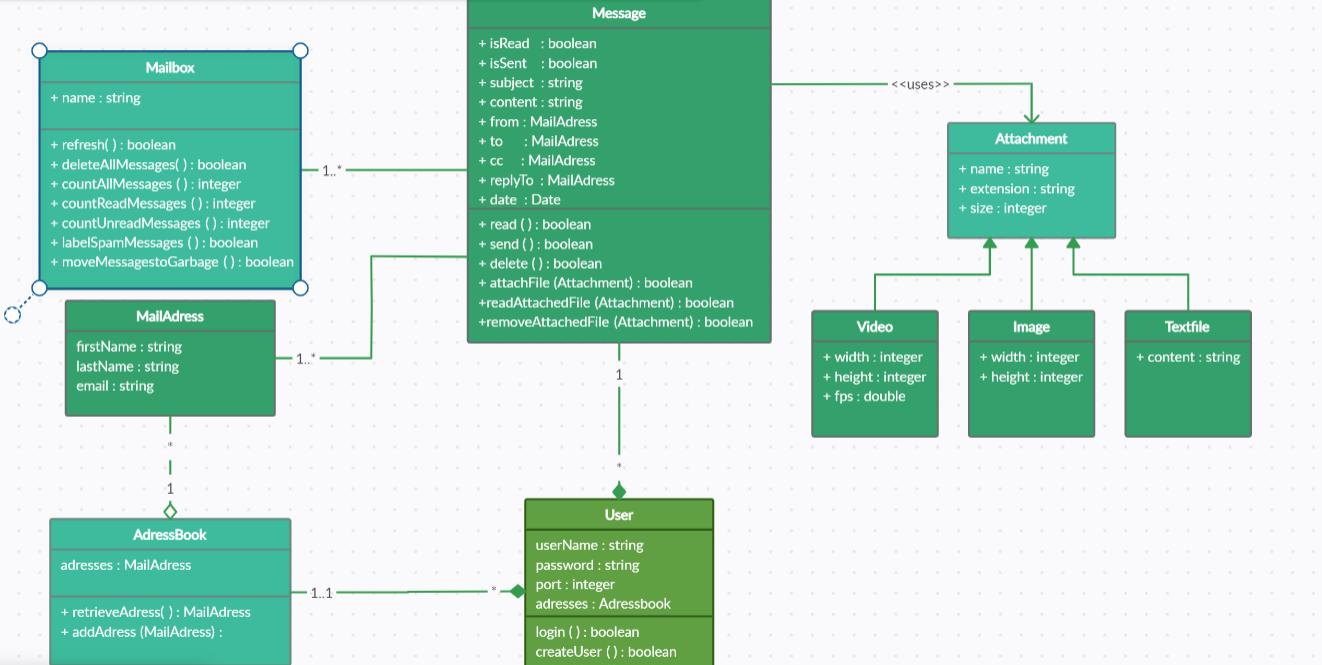 Message
+ isRead : boolean
+ isSent : boolean
+ subject : string
+ content : string
+ from : MailAdress
+ to : MailAdress
+ cc : MailAdress
+ replyTo : MailAdress
+ date : Date
+ read ( ) : boolean
+ send ( ) : boolean
+ delete ( ) : boolean
+ attachFile (Attachment) : boolean
+readAttachedFile (Attachment) : boolean
+removeAttachedFile (Attachment) : boolean
Mailbox
+ name : string
+ refresh( ) : boolean
+ deleteAllMessages( ) : boolean
+ countAllMessages ( ) : integer
+ countReadMessages ( ) : integer
+ countUnreadMessages ( ) : integer
+ labelSpamMessages ( ) : boolean
+ moveMessagestoGarbage ( ) : boolean
1..*
<<uses>>
Attachment
+ name : string
+ extension : string
+ size : integer
MailAdress
firstName : string
lastName : string
email : string
1..*
Video
+ width : integer
+ height : integer
+ fps : double
Image
+ width : integer
+ height : integer
Textfile
+ content : string
1
*
*
1
AdressBook
adresses : MailAdress
+ retrieveAdress( ) : MailAdress
+ addAdress (MailAdress) :
1..1
*
User
userName : string
password : string
port : integer
adresses : Adressbook
login ( ) : boolean
createUser ( ) : boolean